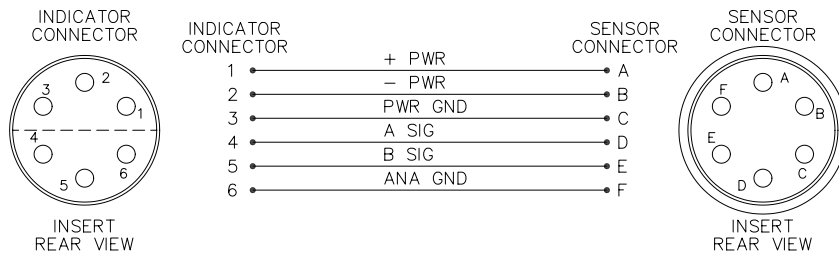 INDICATOR
CONNECTOR
2
3
1
4
6
5
INSERT
REAR VIEW
INDICATOR
CONNECTOR
SENSOR
CONNECTOR
1 + PWR A
2 − PWR B
3 PWR GND C
4 A SIG D
5 B SIG E
6 ANA GND F
SENSOR
CONNECTOR
A
F
B
E
C
D
INSERT
REAR VIEW